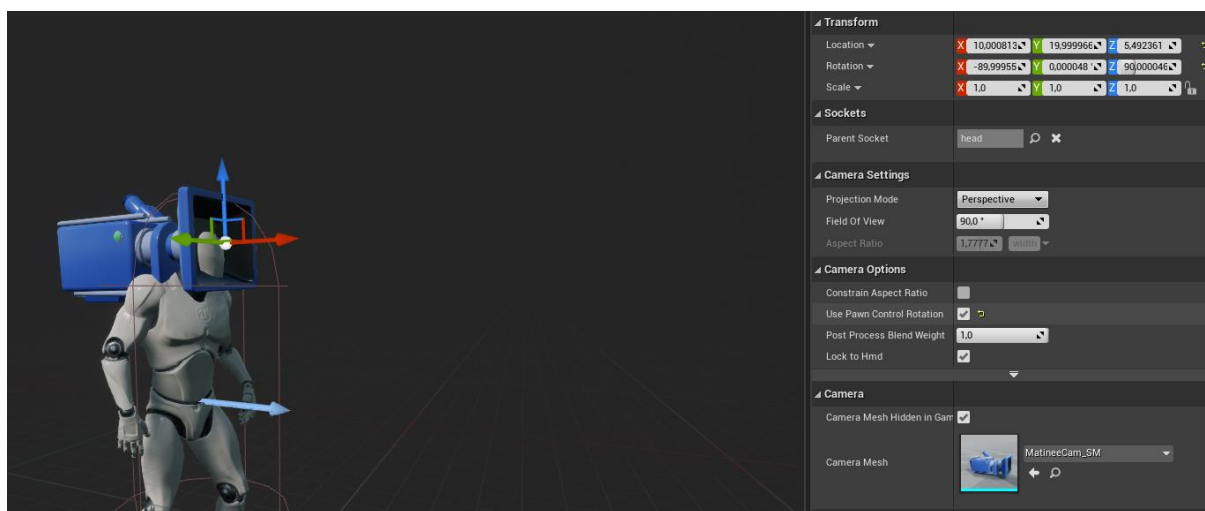 Transform
Location X 10,000813 Y 19,999966 Z 5,492361
Rotation X -89,99955 Y 0,000048 ° Z 90,000046
Scale X 1,0 Y 1,0 Z 1,0
Sockets
Parent Socket head
Camera Settings
Projection Mode Perspective
Field Of View 90,0 °
Aspect Ratio 1,7777 width
Camera Options
Constrain Aspect Ratio
Use Pawn Control Rotation
Post Process Blend Weight 1,0
Lock to Hmd
Camera
Camera Mesh Hidden in Gam
Camera Mesh MatineeCam_SM